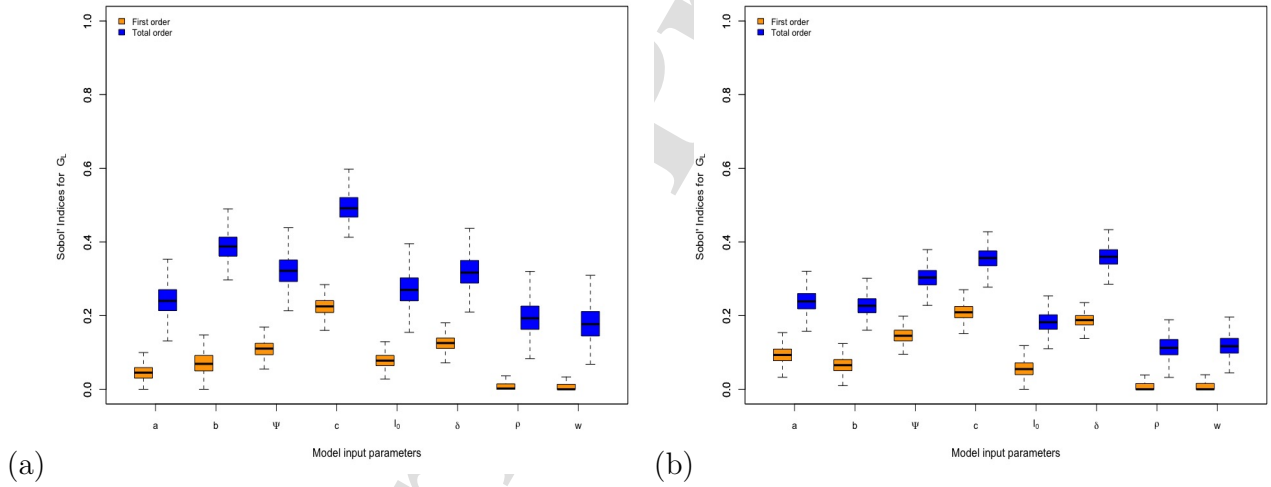 First order
Total order
1.0
0.8
0.6
0.4
0.2
0.0
Sobol' Indices for G_L
a b Ψ c I₀ δ ρ w
Model input parameters
(a)
First order
Total order
1.0
0.8
0.6
0.4
0.2
0.0
Sobol' Indices for G_L
a b Ψ c I₀ δ ρ w
Model input parameters
(b)